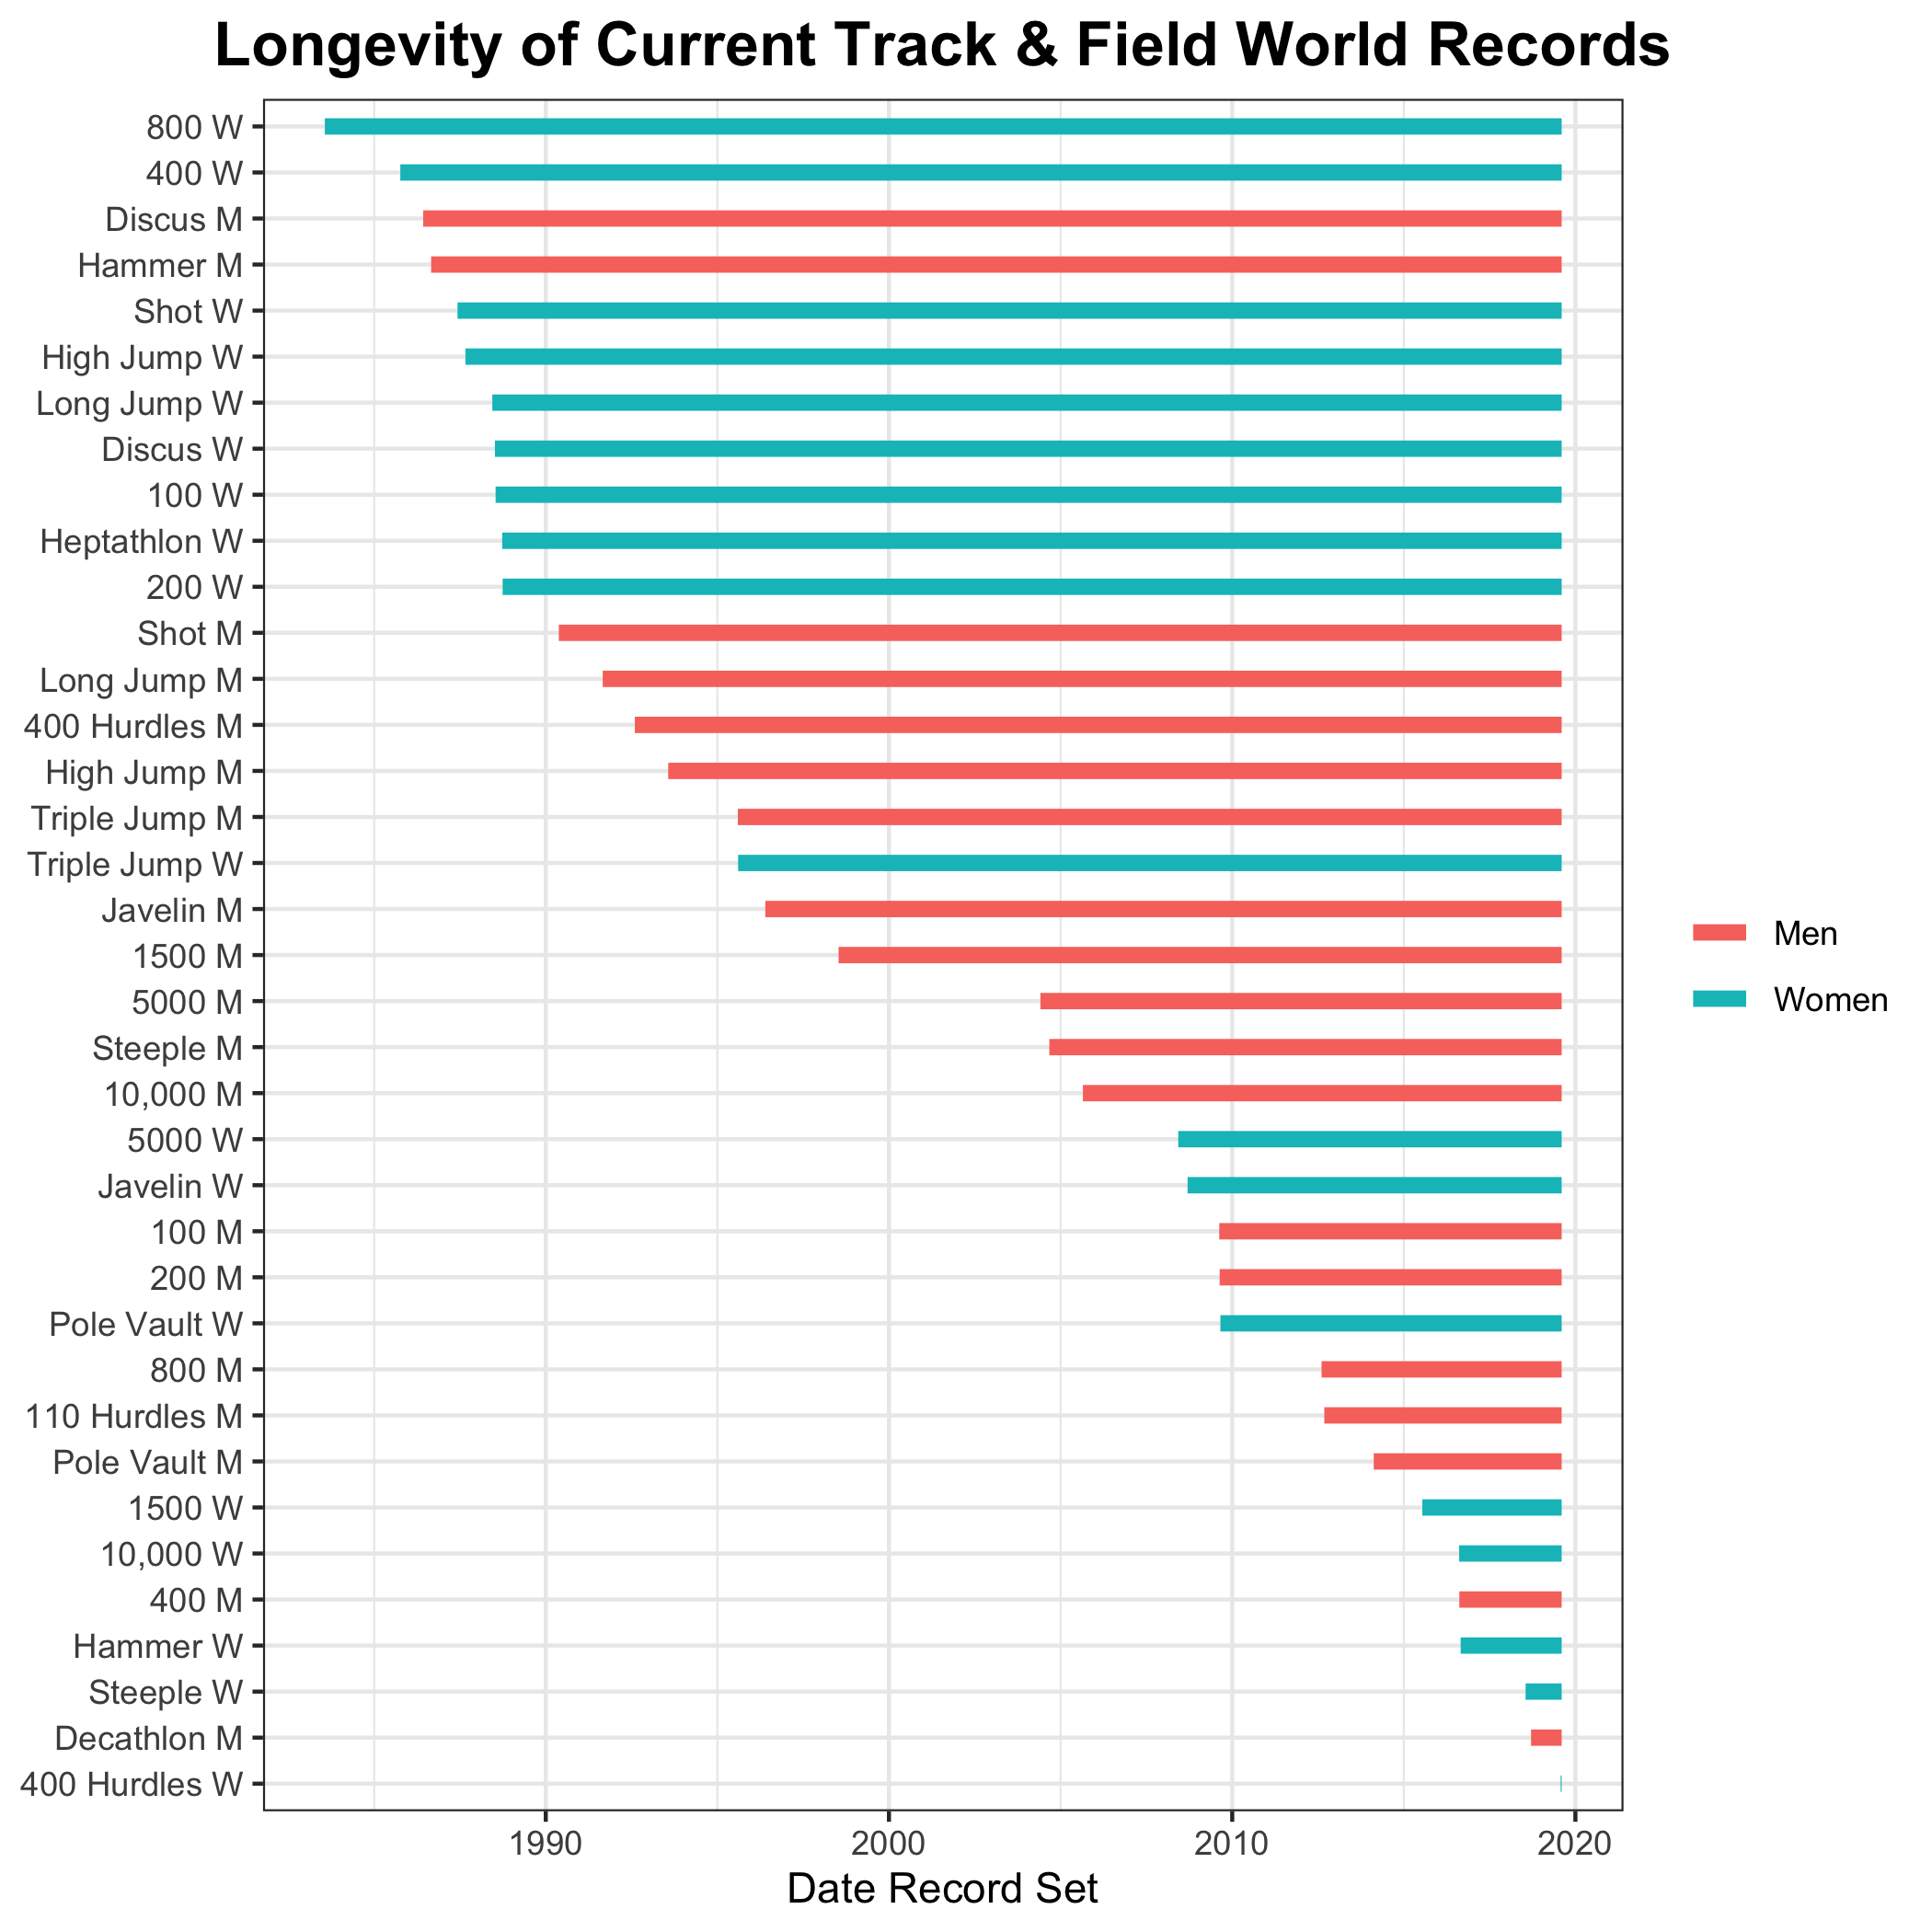 Longevity of Current Track & Field World Records
800 W
400 W
Discus M
Hammer M
Shot W
High Jump W
Long Jump W
Discus W
100 W
Heptathlon W
200 W
Shot M
Long Jump M
400 Hurdles M
High Jump M
Triple Jump M
Triple Jump W
Javelin M
1500 M
5000 M
Steeple M
10,000 M
5000 W
Javelin W
100 M
200 M
Pole Vault W
800 M
110 Hurdles M
Pole Vault M
1500 W
10,000 W
400 M
Hammer W
Steeple W
Decathlon M
400 Hurdles W
1990 2000 2010 2020
Date Record Set
Men
Women